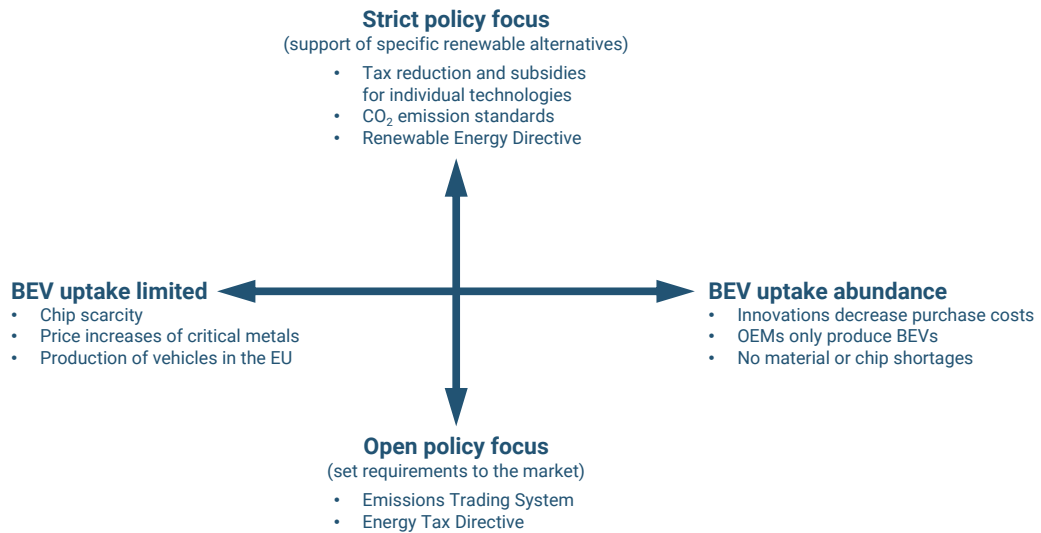 Strict policy focus
(support of specific renewable alternatives)
• Tax reduction and subsidies
for individual technologies
• CO₂ emission standards
• Renewable Energy Directive
BEV uptake limited
• Chip scarcity
• Price increases of critical metals
• Production of vehicles in the EU
BEV uptake abundance
• Innovations decrease purchase costs
• OEMs only produce BEVs
• No material or chip shortages
Open policy focus
(set requirements to the market)
• Emissions Trading System
• Energy Tax Directive